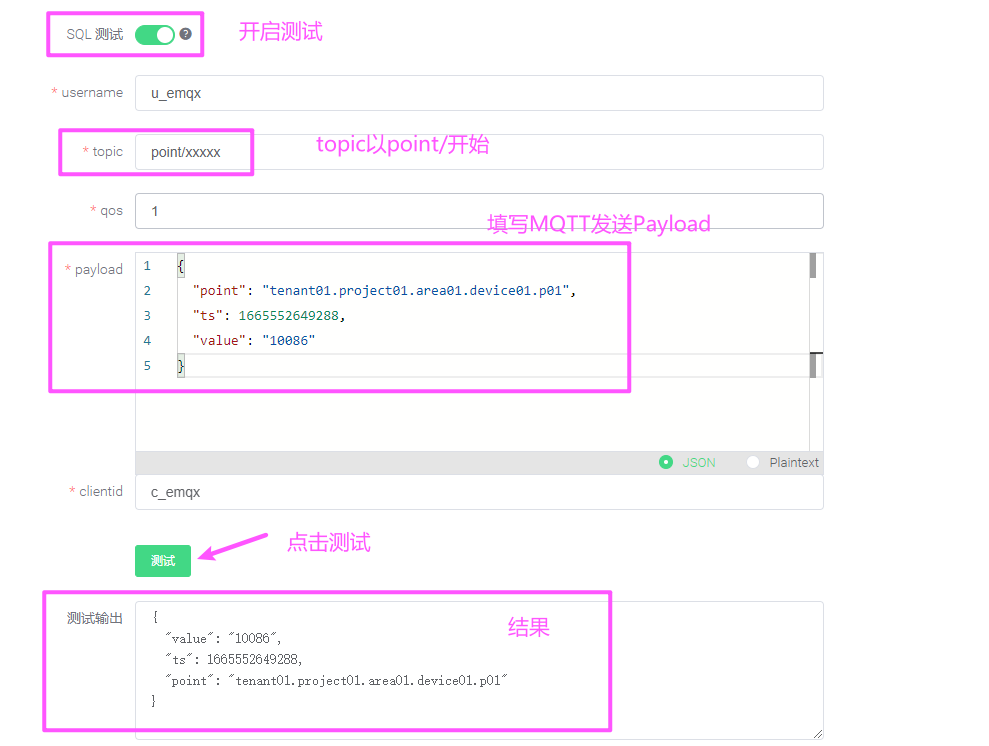 SQL 测试 ? 开启测试
* username u_emqx
* topic point/xxxxx topic以point/开始
* qos 1
填写MQTT发送Payload
* payload 1 {
2 "point": "tenant01.project01.area01.device01.p01",
3 "ts": 1665552649288,
4 "value": "10086"
5 }
JSON Plaintext
* clientid c_emqx
测试 点击测试
测试输出 {
"value": "10086",
结果
"ts": 1665552649288,
"point": "tenant01.project01.area01.device01.p01"
}